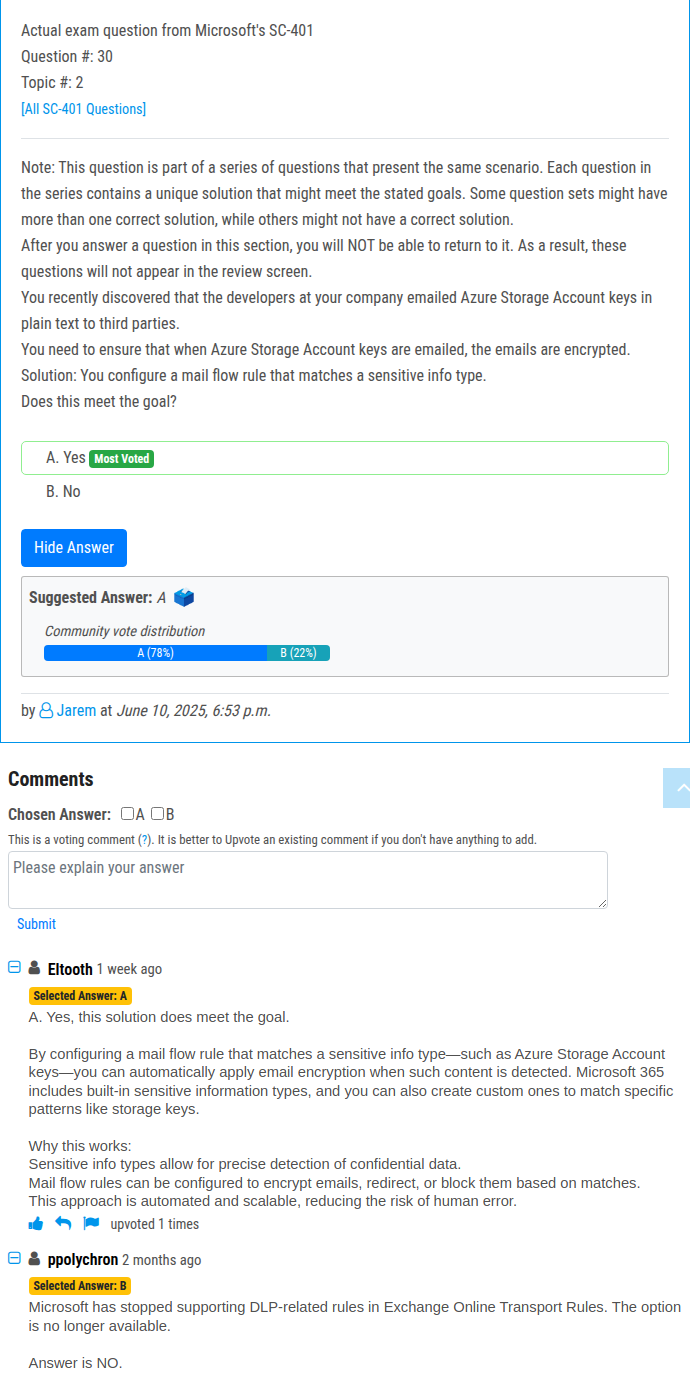 Actual exam question from Microsoft's SC-401
Question #: 30
Topic #: 2
[All SC-401 Questions]
Note: This question is part of a series of questions that present the same scenario. Each question in
the series contains a unique solution that might meet the stated goals. Some question sets might have
more than one correct solution, while others might not have a correct solution.
After you answer a question in this section, you will NOT be able to return to it. As a result, these
questions will not appear in the review screen.
You recently discovered that the developers at your company emailed Azure Storage Account keys in
plain text to third parties.
You need to ensure that when Azure Storage Account keys are emailed, the emails are encrypted.
Solution: You configure a mail flow rule that matches a sensitive info type.
Does this meet the goal?
A. Yes Most Voted
B. No
Hide Answer
Suggested Answer: A
Community vote distribution
A (78%) B (22%)
by Jarem at June 10, 2025, 6:53 p.m.
Comments
Chosen Answer: A B
This is a voting comment (?). It is better to Upvote an existing comment if you don't have anything to add.
Please explain your answer
Submit
Eltooth 1 week ago
Selected Answer: A
A. Yes, this solution does meet the goal.
By configuring a mail flow rule that matches a sensitive info type—such as Azure Storage Account
keys—you can automatically apply email encryption when such content is detected. Microsoft 365
includes built-in sensitive information types, and you can also create custom ones to match specific
patterns like storage keys.
Why this works:
Sensitive info types allow for precise detection of confidential data.
Mail flow rules can be configured to encrypt emails, redirect, or block them based on matches.
This approach is automated and scalable, reducing the risk of human error.
upvoted 1 times
ppolychron 2 months ago
Selected Answer: B
Microsoft has stopped supporting DLP-related rules in Exchange Online Transport Rules. The option
is no longer available.
Answer is NO.